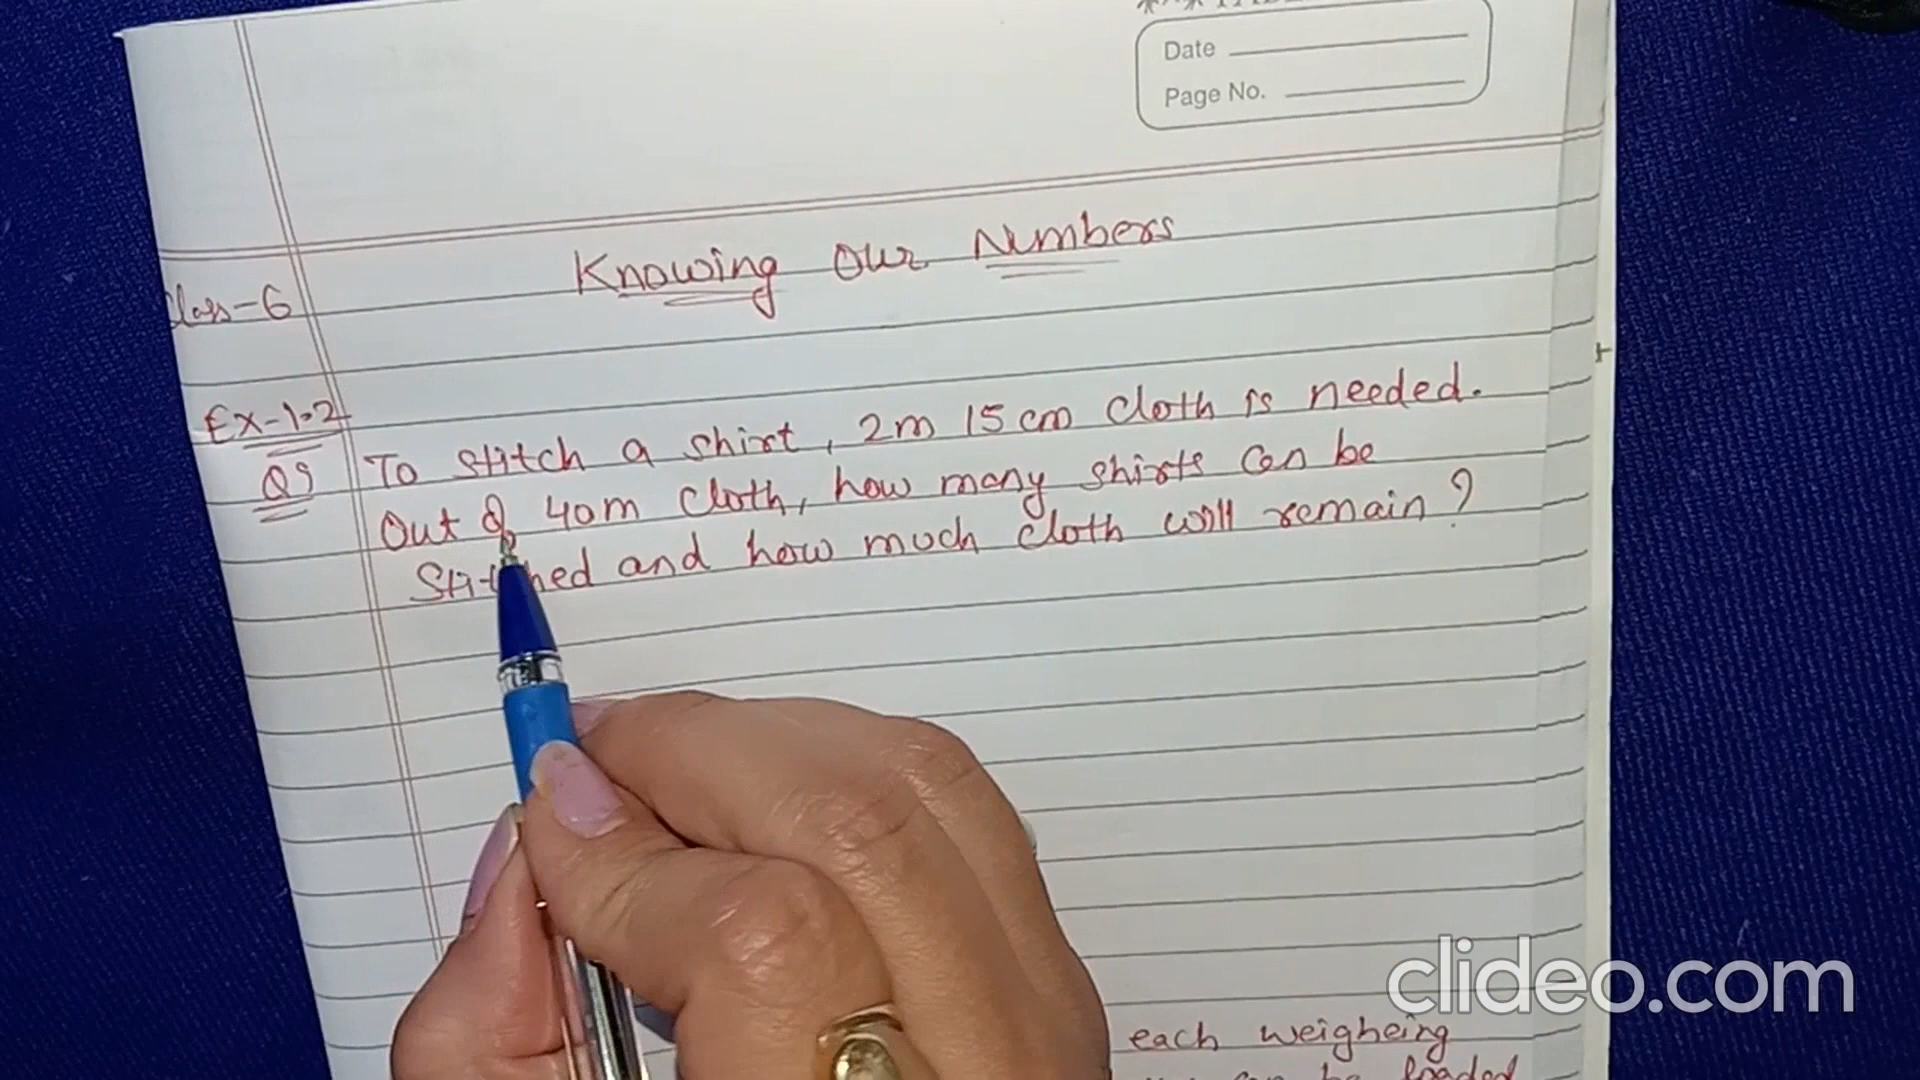 Date
Page No.
Knowing Our Numbers
Class-6
Ex-1.2
Q9 To stitch a shirt, 2m 15cm cloth is needed.
Out of 40m cloth, how many shirts can be
Stitched and how much cloth will remain?
each weigheing
be loaded
clideo.com